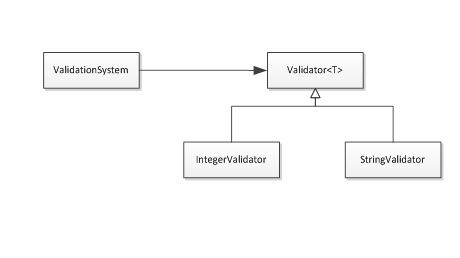 ValidationSystem
Validator<T>
IntegerValidator
StringValidator